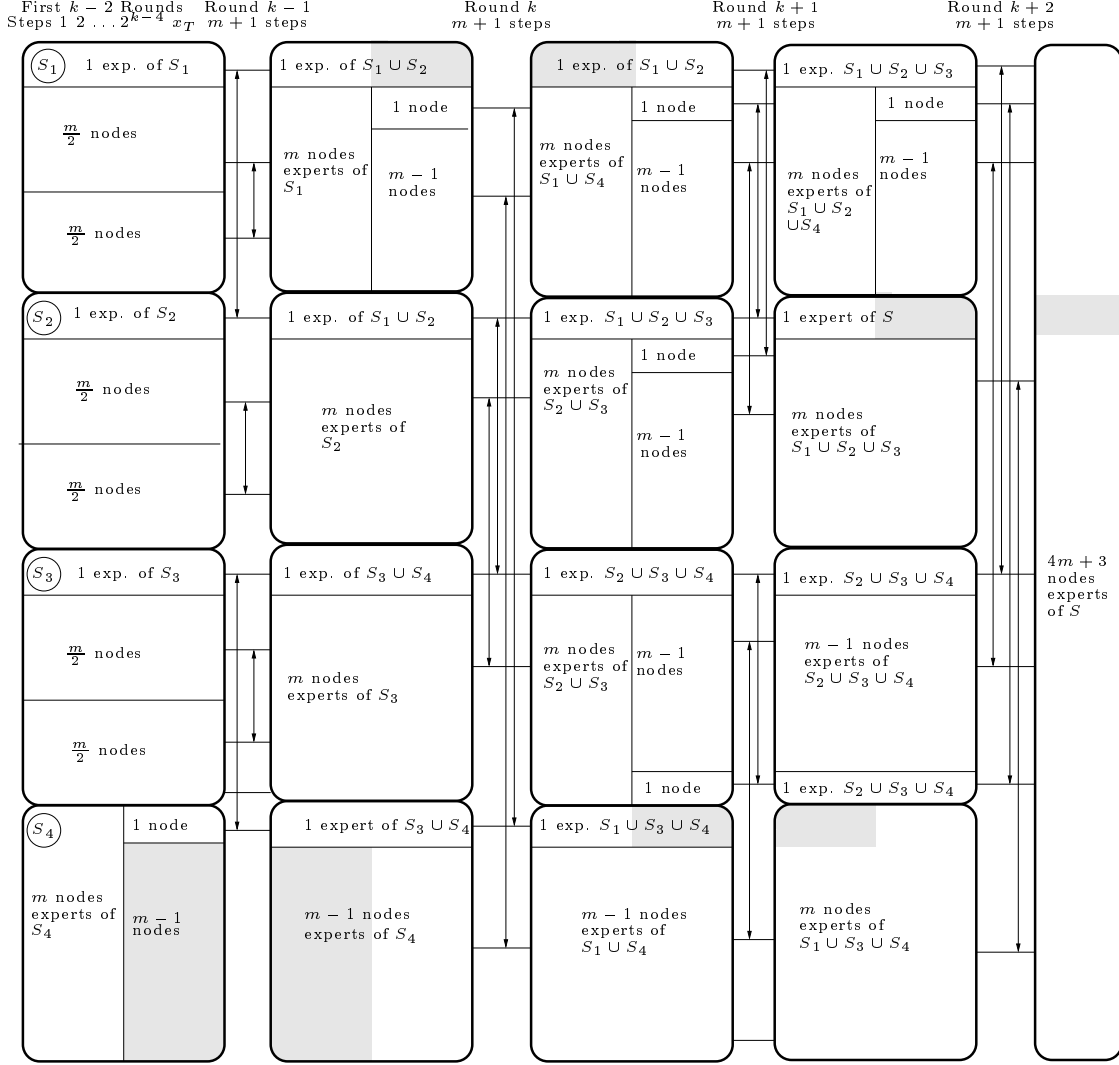 First k − 2 Rounds
Steps 1 2 … 2^{k−4} x_T
Round k − 1
m + 1 steps
Round k
m + 1 steps
Round k + 1
m + 1 steps
Round k + 2
m + 1 steps
S_1
1 exp. of S_1
m/2 nodes
m/2 nodes
S_2
1 exp. of S_2
m/2 nodes
m/2 nodes
S_3
1 exp. of S_3
m/2 nodes
m/2 nodes
S_4
1 node
m nodes
experts of
S_4
m − 1
nodes
1 exp. of S_1 ∪ S_2
1 node
m nodes
experts of
S_1
m − 1
nodes
1 exp. of S_1 ∪ S_2
m nodes
experts of
S_2
1 exp. of S_3 ∪ S_4
m nodes
experts of S_3
1 expert of S_3 ∪ S_4
m − 1 nodes
experts of S_4
1 exp. of S_1 ∪ S_2
1 node
m nodes
experts of
S_1 ∪ S_4
m − 1
nodes
1 exp. S_1 ∪ S_2 ∪ S_3
1 node
m nodes
experts of
S_2 ∪ S_3
m − 1
nodes
1 exp. S_2 ∪ S_3 ∪ S_4
m nodes
experts of
S_2 ∪ S_3
m − 1
nodes
1 node
1 exp. S_1 ∪ S_3 ∪ S_4
m − 1 nodes
experts of
S_1 ∪ S_4
1 exp. S_1 ∪ S_2 ∪ S_3
1 node
m nodes
experts of
S_1 ∪ S_2
∪S_4
m − 1
nodes
1 expert of S
m nodes
experts of
S_1 ∪ S_2 ∪ S_3
1 exp. S_2 ∪ S_3 ∪ S_4
m − 1 nodes
experts of
S_2 ∪ S_3 ∪ S_4
1 exp. S_2 ∪ S_3 ∪ S_4
m nodes
experts of
S_1 ∪ S_3 ∪ S_4
4m + 3
nodes
experts
of S